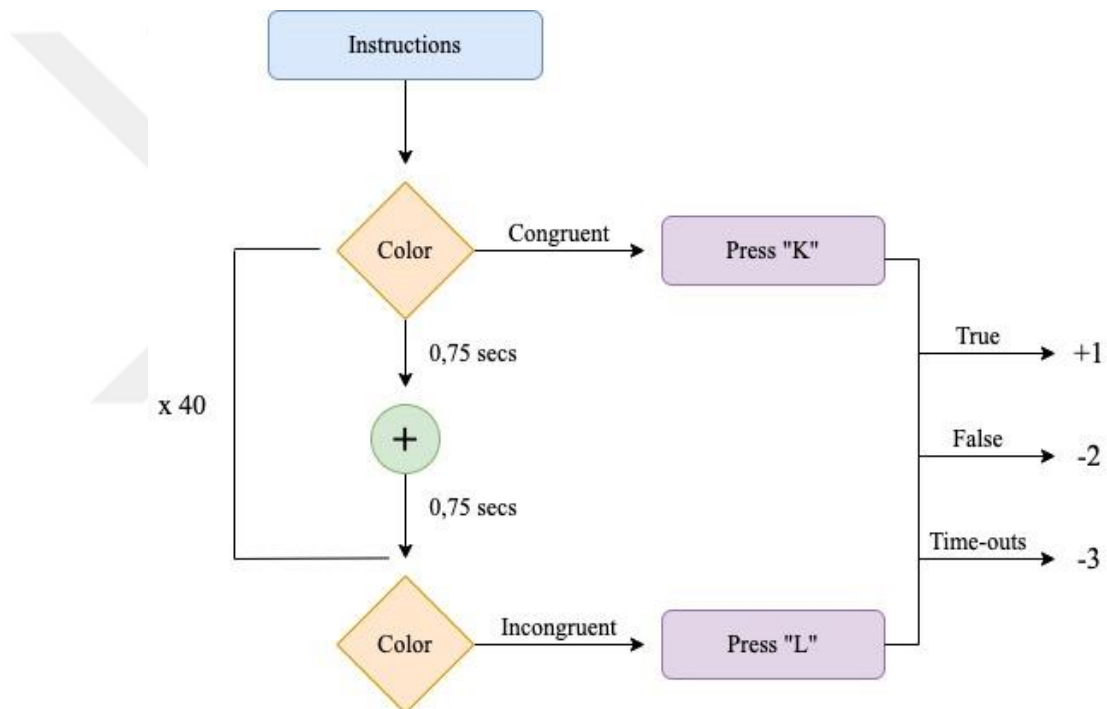 Instructions
Color
Congruent
Press "K"
0,75 secs
True
+1
x 40
+
False
-2
0,75 secs
Time-outs
-3
Color
Incongruent
Press "L"